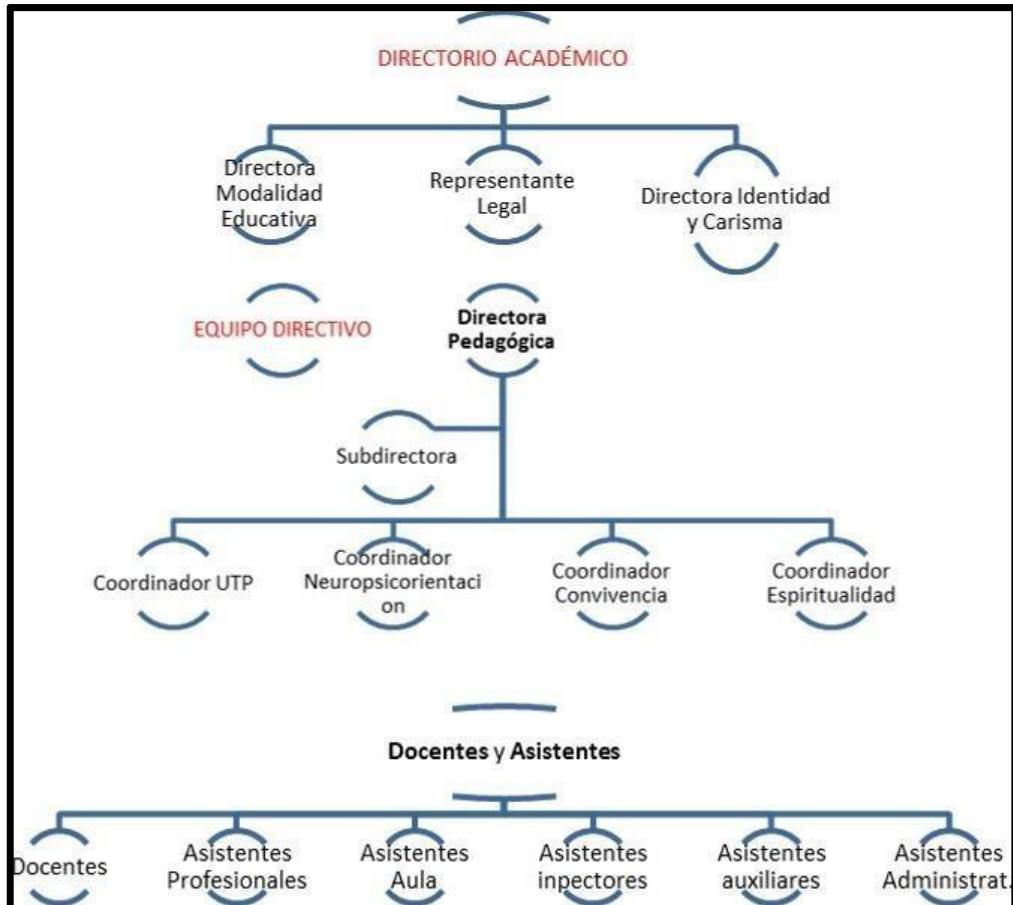 DIRECTORIO ACADÉMICO
Directora
Modalidad
Educativa
Representante
Legal
Directora Identidad
y Carisma
EQUIPO DIRECTIVO
Directora
Pedagógica
Subdirectora
Coordinador UTP
Coordinador
Neuropsicorientaci
on
Coordinador
Convivencia
Coordinador
Espiritualidad
Docentes y Asistentes
Docentes
Asistentes
Profesionales
Asistentes
Aula
Asistentes
inpectores
Asistentes
auxiliares
Asistentes
Administrat.